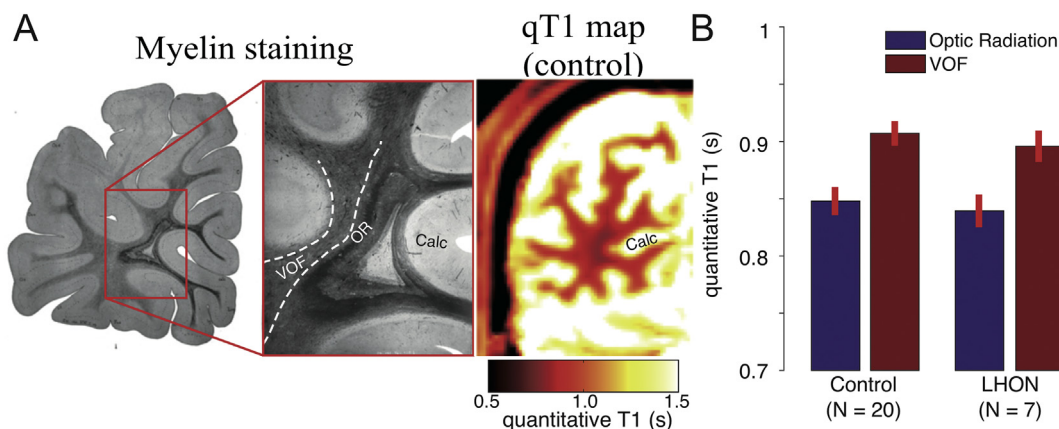 A
Myelin staining
VOF
OR
Calc
qT1 map
(control)
Calc
0.5
1.0
1.5
quantitative T1 (s)
B
Optic Radiation
VOF
quantitative T1 (s)
1
0.9
0.8
0.7
Control
(N = 20)
LHON
(N = 7)